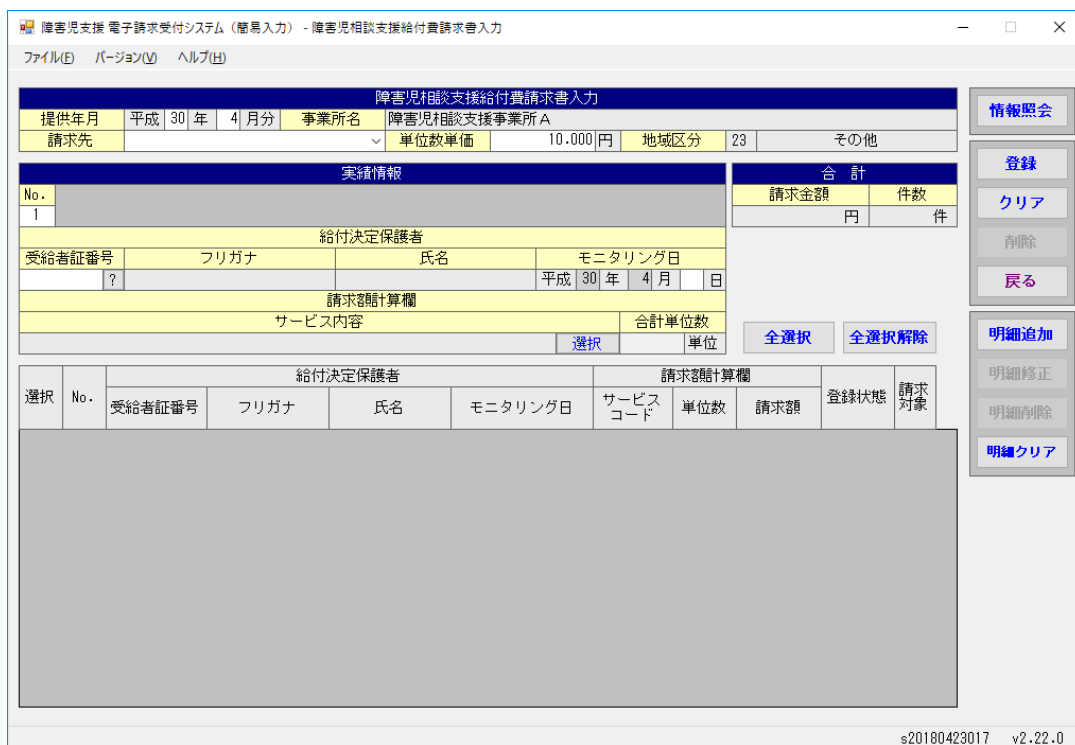 障害児支援 電子請求受付システム（簡易入力） - 障害児相談支援給付費請求書入力
ファイル(F) バージョン(V) ヘルプ(H)
障害児相談支援給付費請求書入力
提供年月 平成 30 年 4 月分 事業所名 障害児相談支援事業所A
請求先 単位数単価 10.000 円 地域区分 23 その他
実績情報
No.
1
給付決定保護者
受給者証番号 フリガナ 氏名 モニタリング日
? 平成 30 年 4 月 日
請求額計算欄
サービス内容 合計単位数
選択 単位
合 計
請求金額 件数
円 件
全選択 全選択解除
選択 No. 給付決定保護者 請求額計算欄 登録状態 請求対象
受給者証番号 フリガナ 氏名 モニタリング日 サービスコード 単位数 請求額
情報照会
登録
クリア
削除
戻る
明細追加
明細修正
明細削除
明細クリア
s20180423017 v2.22.0